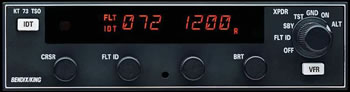 KT 73 TSO
IDT
FLT IDT 072 1200 R
XPDR
TST GND ON ALT
SBY
FLT ID
OFF
CRSR FLT ID BRT
VFR
BENDIX/KING